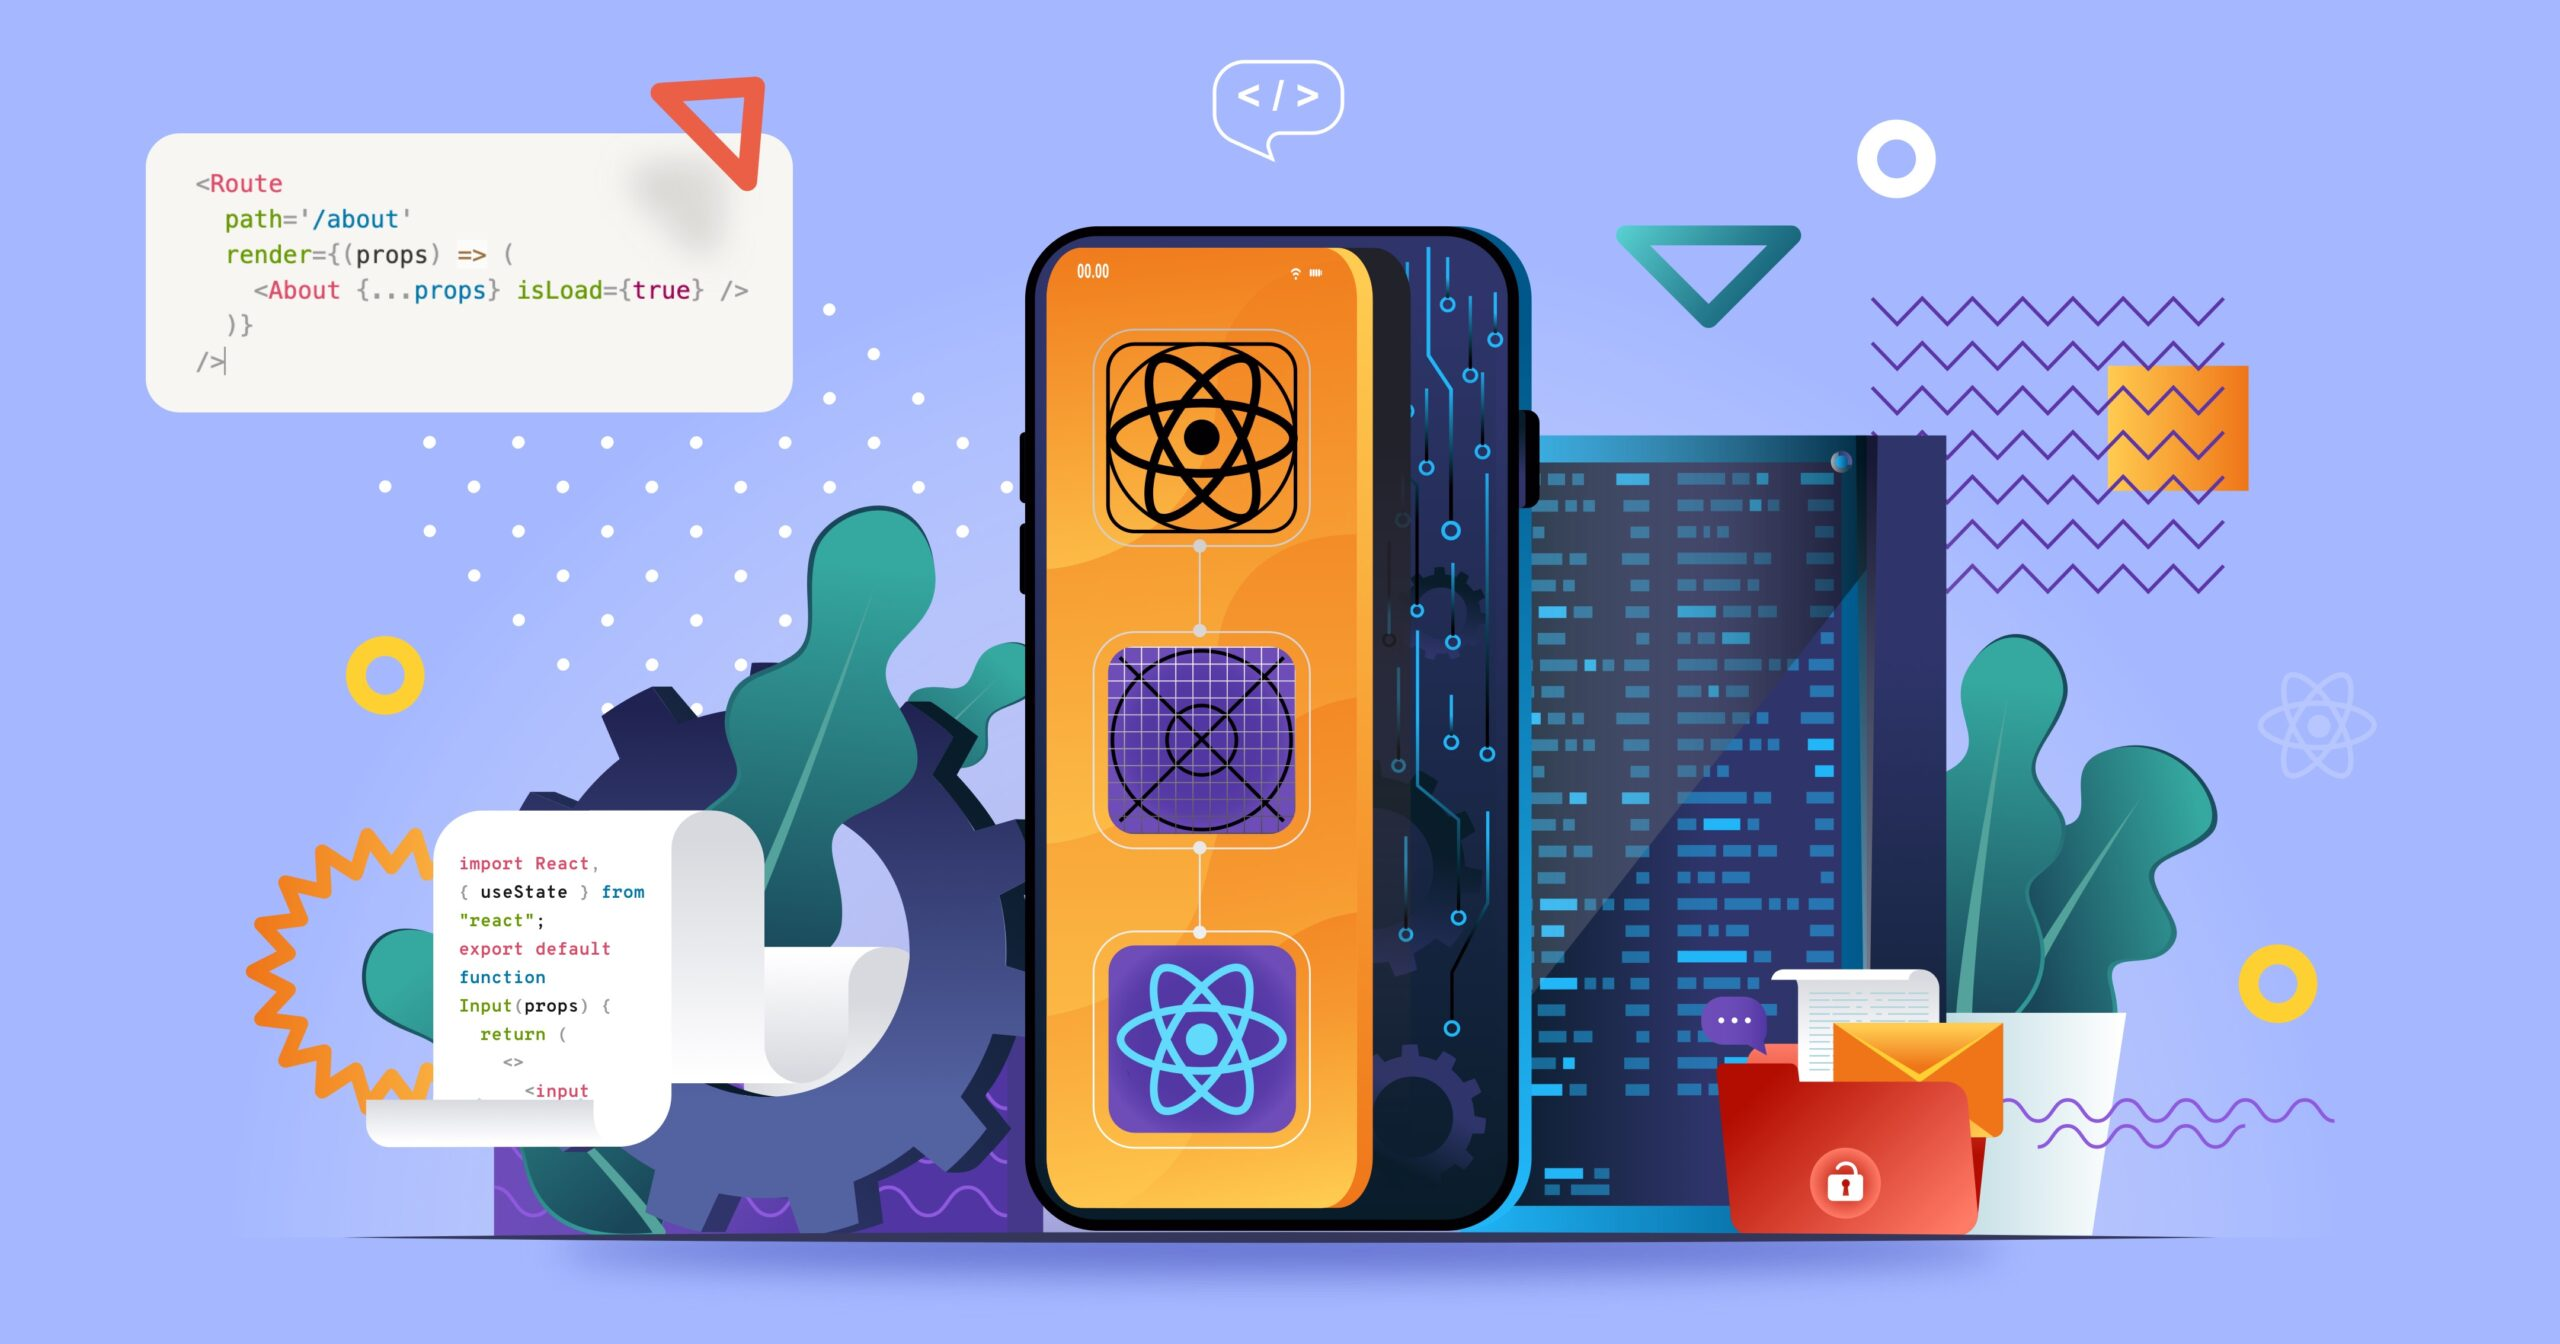 </>
<Route
  path='/about'
  render={(props) => (
    <About {...props} isLoad={true} />
  )}
/>
00.00
import React,
{ useState } from
"react";
export default
function
Input(props) {
  return (
    <>
      <input